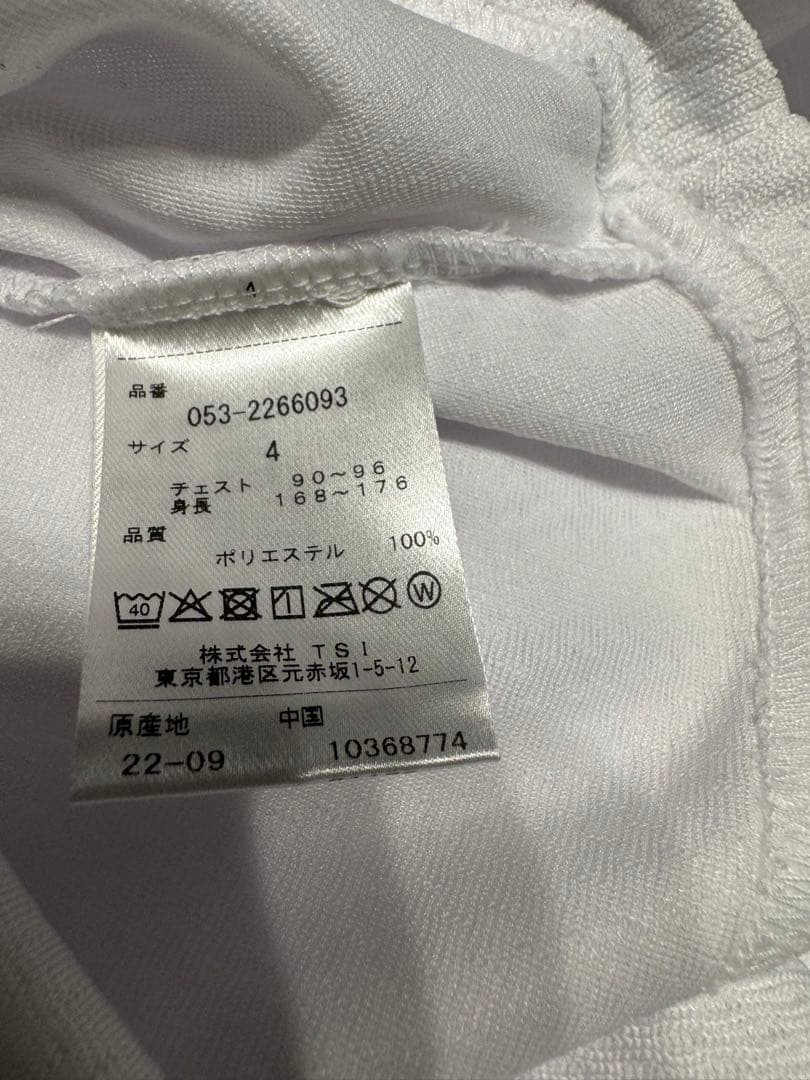 4
品番
053-2266093
サイズ
4
チェスト 90~96
身長 168~176
品質
ポリエステル 100%
40 W
株式会社 TSI
東京都港区元赤坂1-5-12
原産地 中国
22-09 10368774